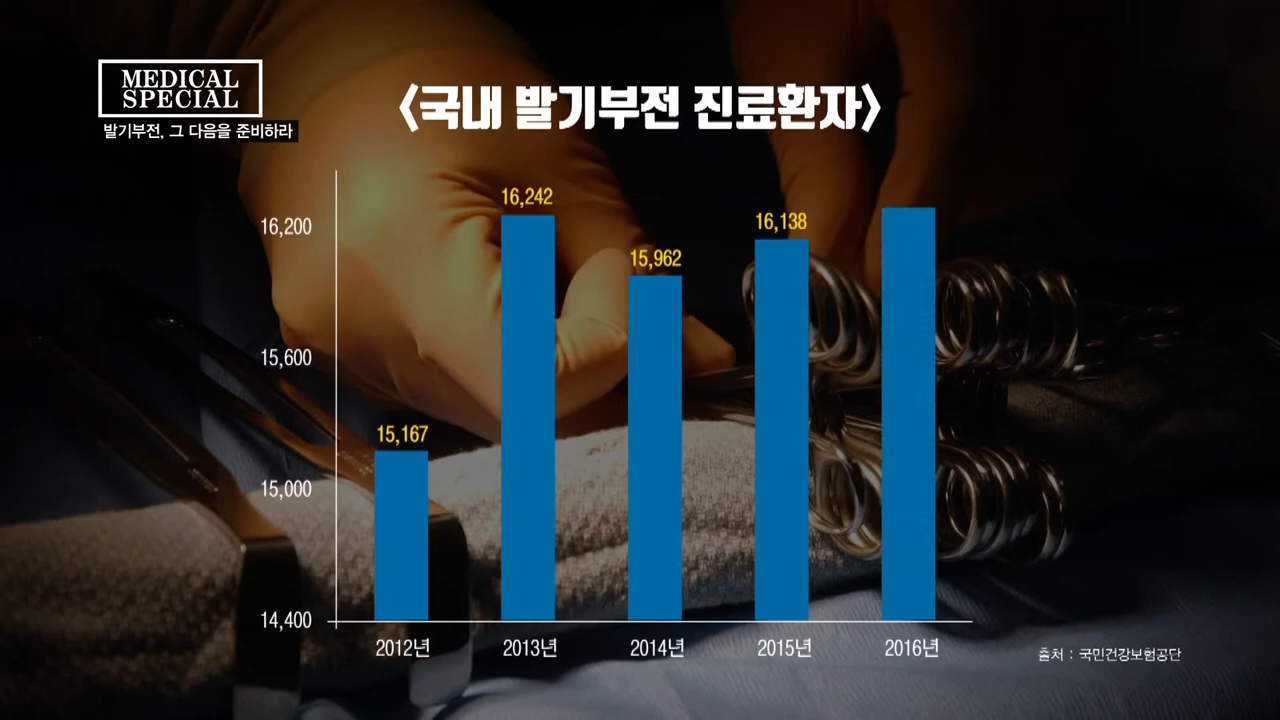 MEDICAL
SPECIAL
발기부전, 그 다음을 준비하라
〈국내 발기부전 진료환자〉
16,200
15,600
15,000
14,400
15,167
16,242
15,962
16,138
2012년
2013년
2014년
2015년
2016년
출처 : 국민건강보험공단